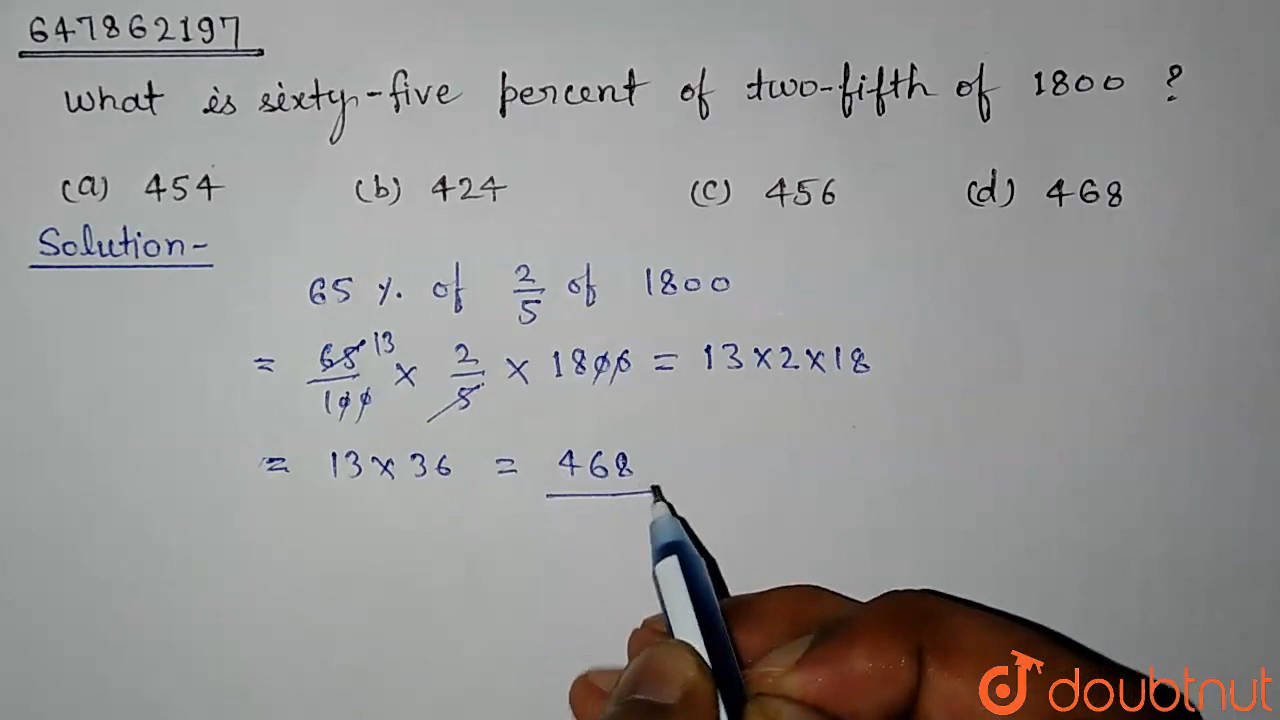 647862197
What is sixty-five percent of two-fifth of 1800 ?
(a) 454 (b) 424 (c) 456 (d) 468
Solution-
65 % of 2/5 of 1800
= 65/100 13 × 2/5 × 1800 = 13×2×18
= 13×36 = 468
doubtnut